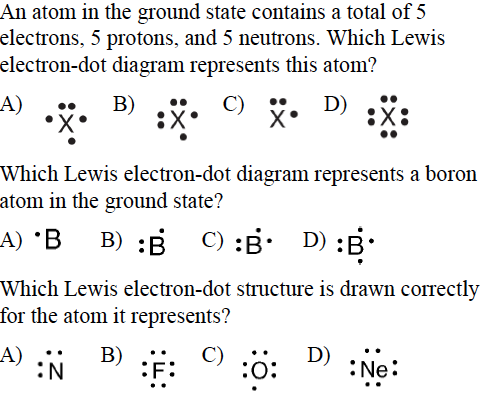 An atom in the ground state contains a total of 5
electrons, 5 protons, and 5 neutrons. Which Lewis
electron-dot diagram represents this atom?
A) ·Ẍ· B) :Ẍ· C) Ẍ· D) :Ẍ:
Which Lewis electron-dot diagram represents a boron
atom in the ground state?
A) ·B B) :Ḃ C) :Ḃ· D) :Ḃ·
Which Lewis electron-dot structure is drawn correctly
for the atom it represents?
A) :N̈ B) :F̈: C) :Ö: D) :N̈e: